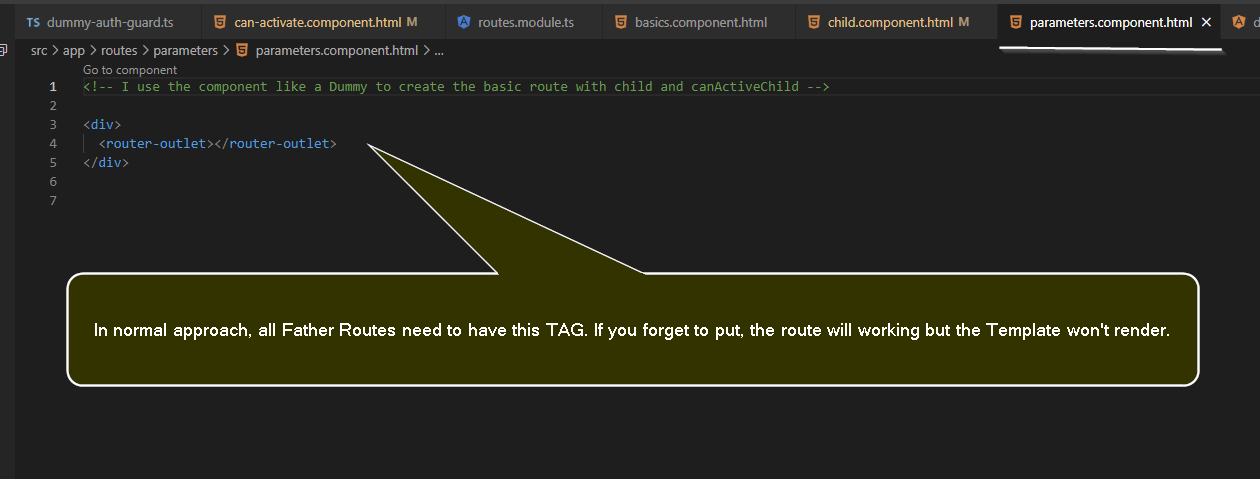 TS dummy-auth-guard.ts can-activate.component.html M routes.module.ts basics.component.html child.component.html M parameters.component.html
src > app > routes > parameters > parameters.component.html > ...
Go to component
1 <!-- I use the component like a Dummy to create the basic route with child and canActiveChild -->
2
3 <div>
4 <router-outlet></router-outlet>
5 </div>
6
7
In normal approach, all Father Routes need to have this TAG. If you forget to put, the route will working but the Template won't render.